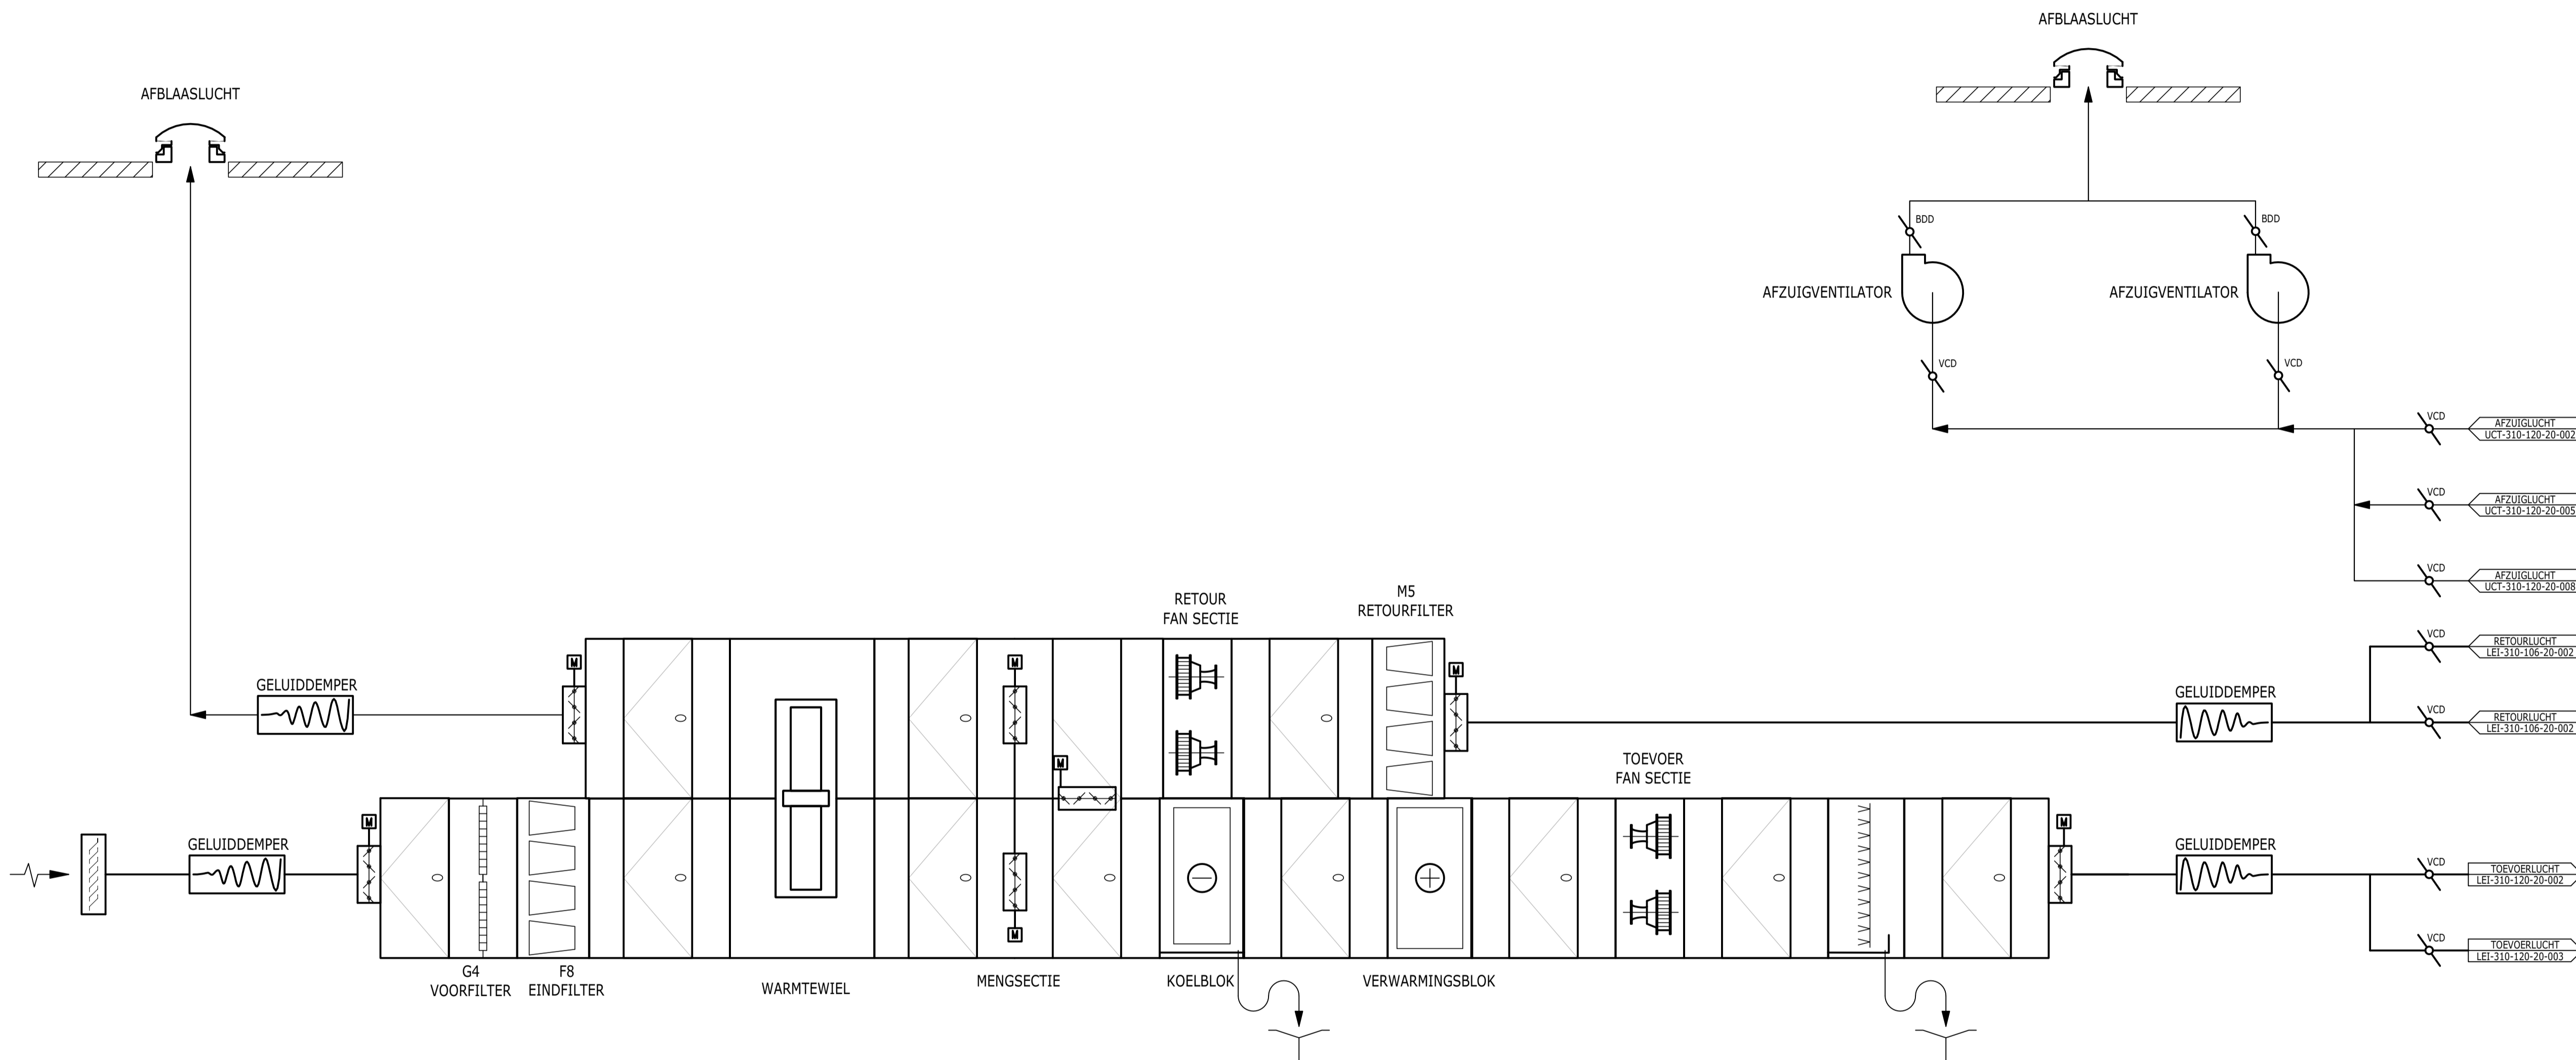 AFBLAASLUCHT
AFBLAASLUCHT
BDD
BDD
AFZUIGVENTILATOR
AFZUIGVENTILATOR
VCD
VCD
VCD
AFZUIGLUCHT
UCT-310-120-20-002
VCD
AFZUIGLUCHT
UCT-310-120-20-005
VCD
AFZUIGLUCHT
UCT-310-120-20-008
RETOUR
FAN SECTIE
M5
RETOURFILTER
VCD
RETOURLUCHT
LEI-310-106-20-002
M
M
M
GELUIDDEMPER
GELUIDDEMPER
VCD
RETOURLUCHT
LEI-310-106-20-002
TOEVOER
FAN SECTIE
M
M
M
GELUIDDEMPER
GELUIDDEMPER
VCD
TOEVOERLUCHT
LEI-310-120-20-002
M
VCD
TOEVOERLUCHT
LEI-310-120-20-003
G4
VOORFILTER
F8
EINDFILTER
WARMTEWIEL
MENGSECTIE
KOELBLOK
VERWARMINGSBLOK